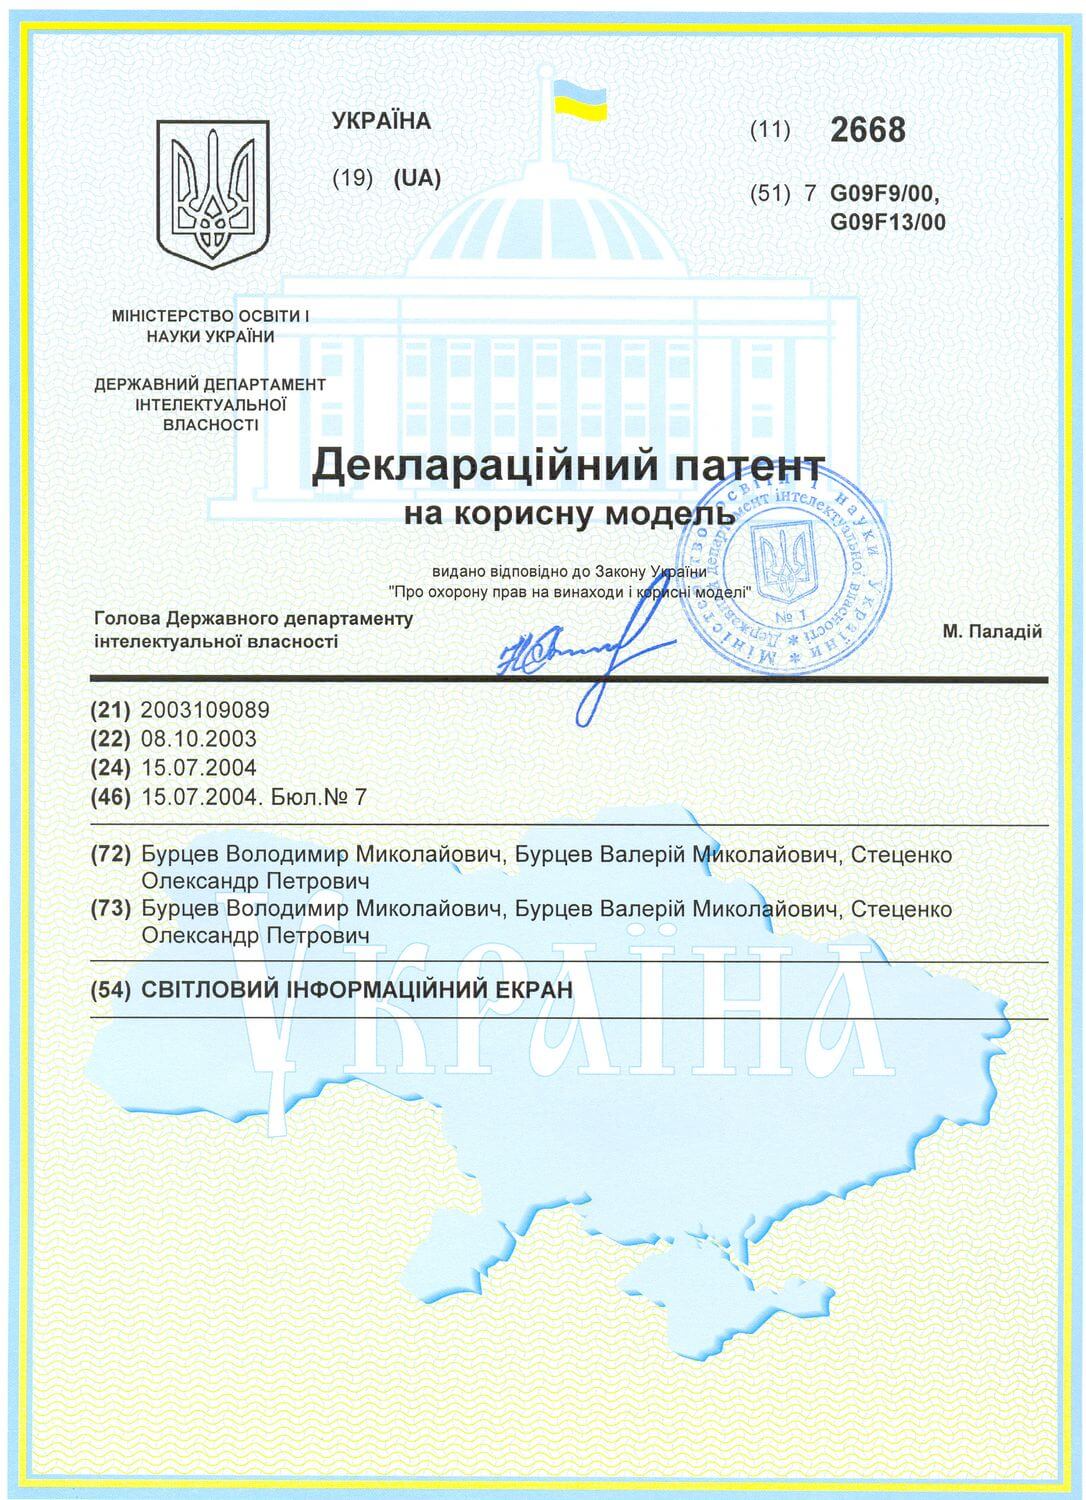 УКРАЇНА
(19) (UA)
(11) 2668
(51) 7 G09F9/00,
G09F13/00
МІНІСТЕРСТВО ОСВІТИ І
НАУКИ УКРАЇНИ
ДЕРЖАВНИЙ ДЕПАРТАМЕНТ
ІНТЕЛЕКТУАЛЬНОЇ
ВЛАСНОСТІ
Деклараційний патент
на корисну модель
видано відповідно до Закону України
"Про охорону прав на винаходи і корисні моделі"
Міністерство освіти і науки України *
Державний департамент інтелектуальної власності *
№ 1
Голова Державного департаменту
інтелектуальної власності
М. Паладій
(21) 2003109089
(22) 08.10.2003
(24) 15.07.2004
(46) 15.07.2004. Бюл.№ 7
(72) Бурцев Володимир Миколайович, Бурцев Валерій Миколайович, Стеценко
Олександр Петрович
(73) Бурцев Володимир Миколайович, Бурцев Валерій Миколайович, Стеценко
Олександр Петрович
(54) СВІТЛОВИЙ ІНФОРМАЦІЙНИЙ ЕКРАН
Україна